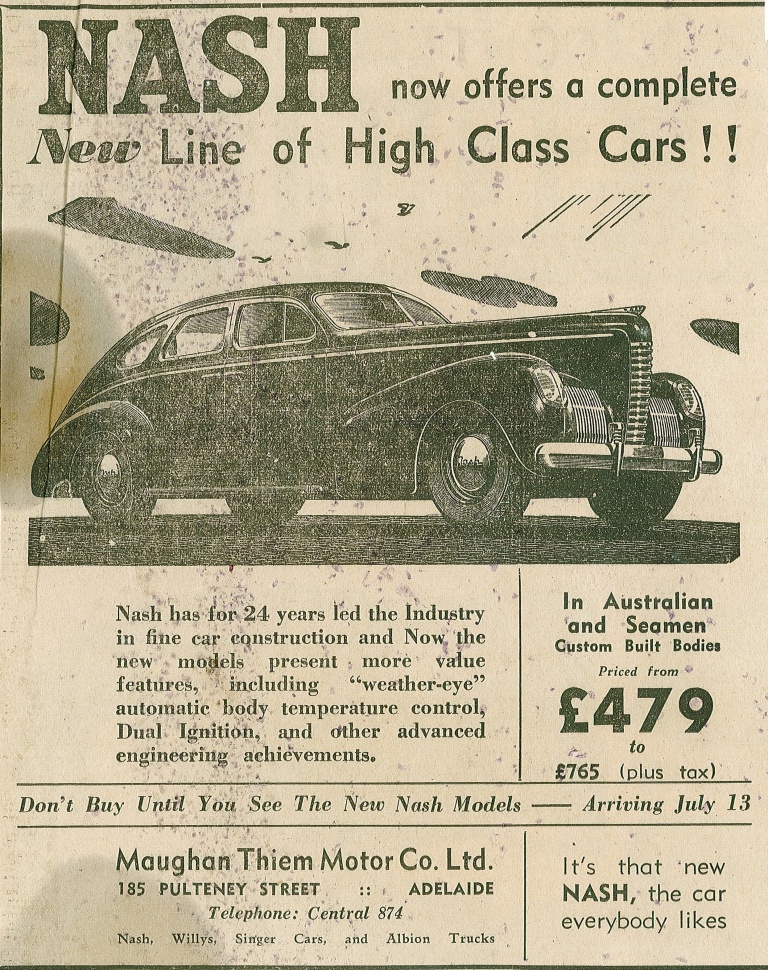 NASH now offers a complete
New Line of High Class Cars!!
Nash has for 24 years led the Industry
in fine car construction and Now the
new models present more value
features, including “weather-eye”
automatic body temperature control,
Dual Ignition, and other advanced
engineering achievements.
In Australian
and Seamen
Custom Built Bodies
Priced from
£479
to
£765 (plus tax)
Don't Buy Until You See The New Nash Models — Arriving July 13
Maughan Thiem Motor Co. Ltd.
185 PULTENEY STREET :: ADELAIDE
Telephone: Central 874
Nash, Willys, Singer Cars, and Albion Trucks
It's that new
NASH, the car
everybody likes